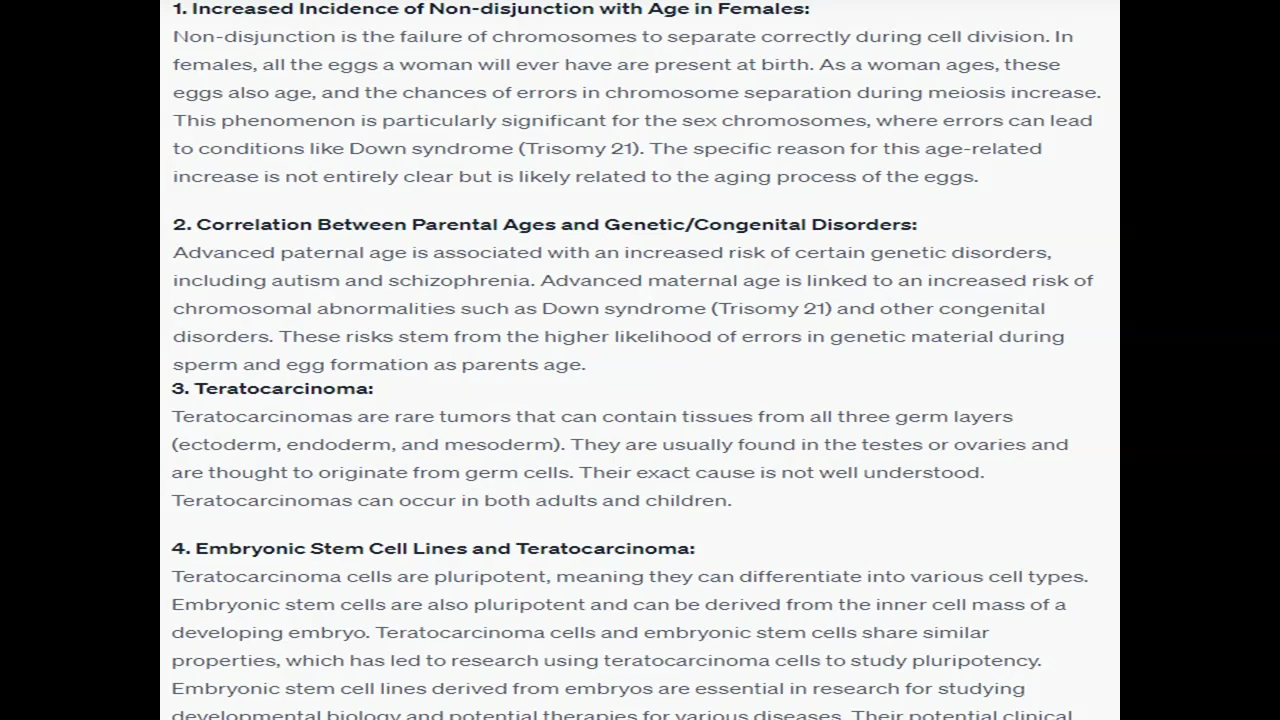 1. Increased Incidence of Non-disjunction with Age in Females:
Non-disjunction is the failure of chromosomes to separate correctly during cell division. In
females, all the eggs a woman will ever have are present at birth. As a woman ages, these
eggs also age, and the chances of errors in chromosome separation during meiosis increase.
This phenomenon is particularly significant for the sex chromosomes, where errors can lead
to conditions like Down syndrome (Trisomy 21). The specific reason for this age-related
increase is not entirely clear but is likely related to the aging process of the eggs.
2. Correlation Between Parental Ages and Genetic/Congenital Disorders:
Advanced paternal age is associated with an increased risk of certain genetic disorders,
including autism and schizophrenia. Advanced maternal age is linked to an increased risk of
chromosomal abnormalities such as Down syndrome (Trisomy 21) and other congenital
disorders. These risks stem from the higher likelihood of errors in genetic material during
sperm and egg formation as parents age.
3. Teratocarcinoma:
Teratocarcinomas are rare tumors that can contain tissues from all three germ layers
(ectoderm, endoderm, and mesoderm). They are usually found in the testes or ovaries and
are thought to originate from germ cells. Their exact cause is not well understood.
Teratocarcinomas can occur in both adults and children.
4. Embryonic Stem Cell Lines and Teratocarcinoma:
Teratocarcinoma cells are pluripotent, meaning they can differentiate into various cell types.
Embryonic stem cells are also pluripotent and can be derived from the inner cell mass of a
developing embryo. Teratocarcinoma cells and embryonic stem cells share similar
properties, which has led to research using teratocarcinoma cells to study pluripotency.
Embryonic stem cell lines derived from embryos are essential in research for studying
developmental biology and potential therapies for various diseases. Their potential clinical